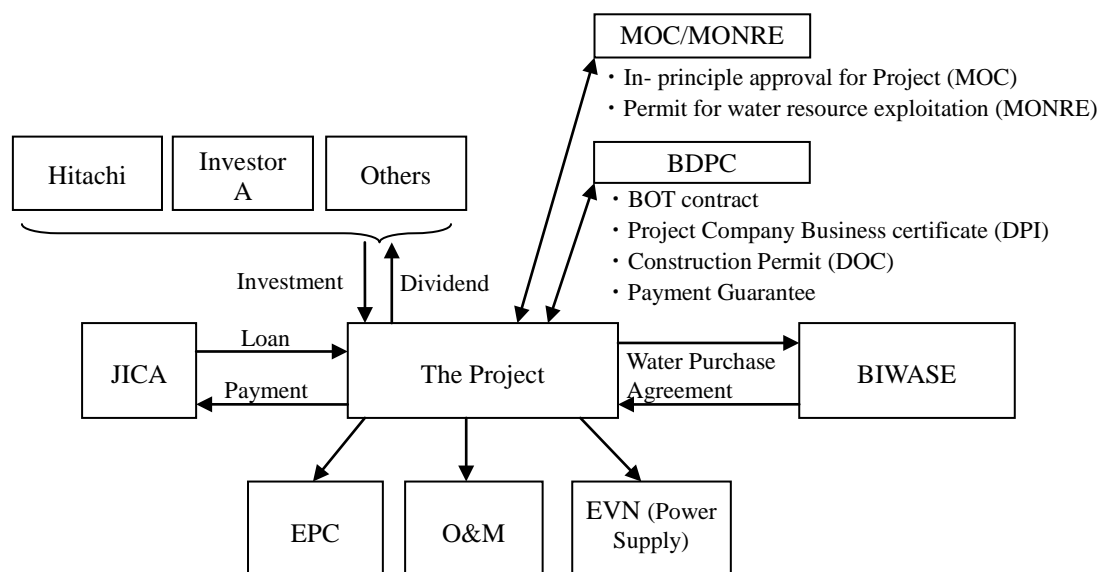 MOC/MONRE
・In- principle approval for Project (MOC)
・Permit for water resource exploitation (MONRE)
Hitachi
Investor
A
Others
BDPC
・BOT contract
・Project Company Business certificate (DPI)
・Construction Permit (DOC)
・Payment Guarantee
Investment
Dividend
JICA
Loan
Payment
The Project
Water Purchase
Agreement
BIWASE
EPC
O&M
EVN (Power
Supply)